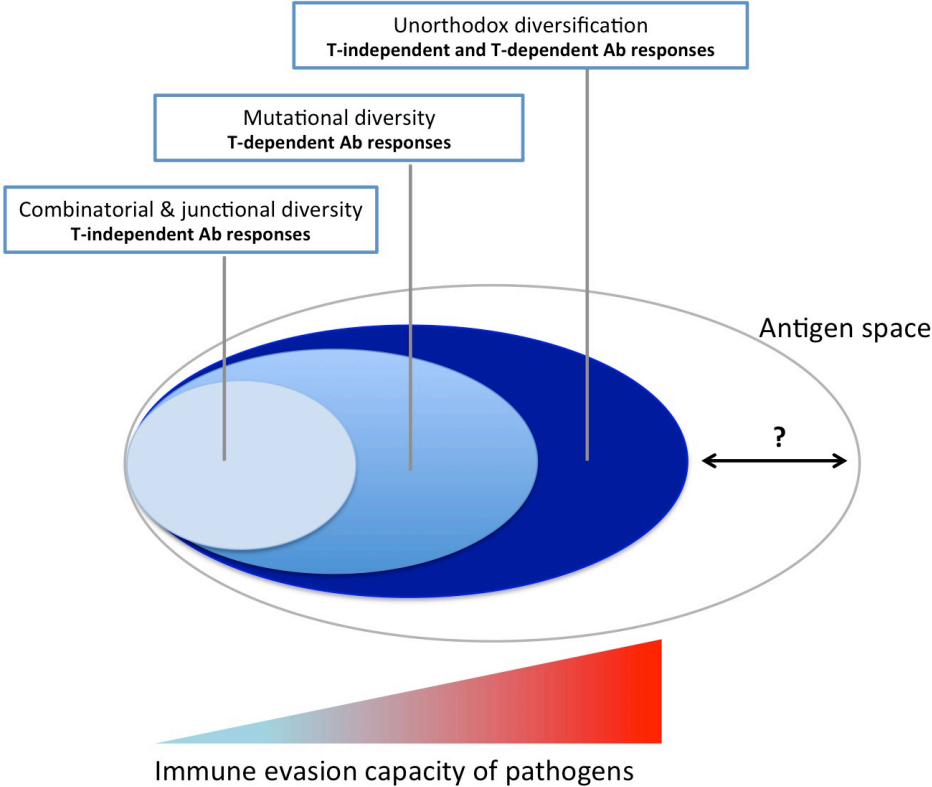 Unorthodox diversification
T-independent and T-dependent Ab responses
Mutational diversity
T-dependent Ab responses
Combinatorial & junctional diversity
T-independent Ab responses
Antigen space
?
Immune evasion capacity of pathogens